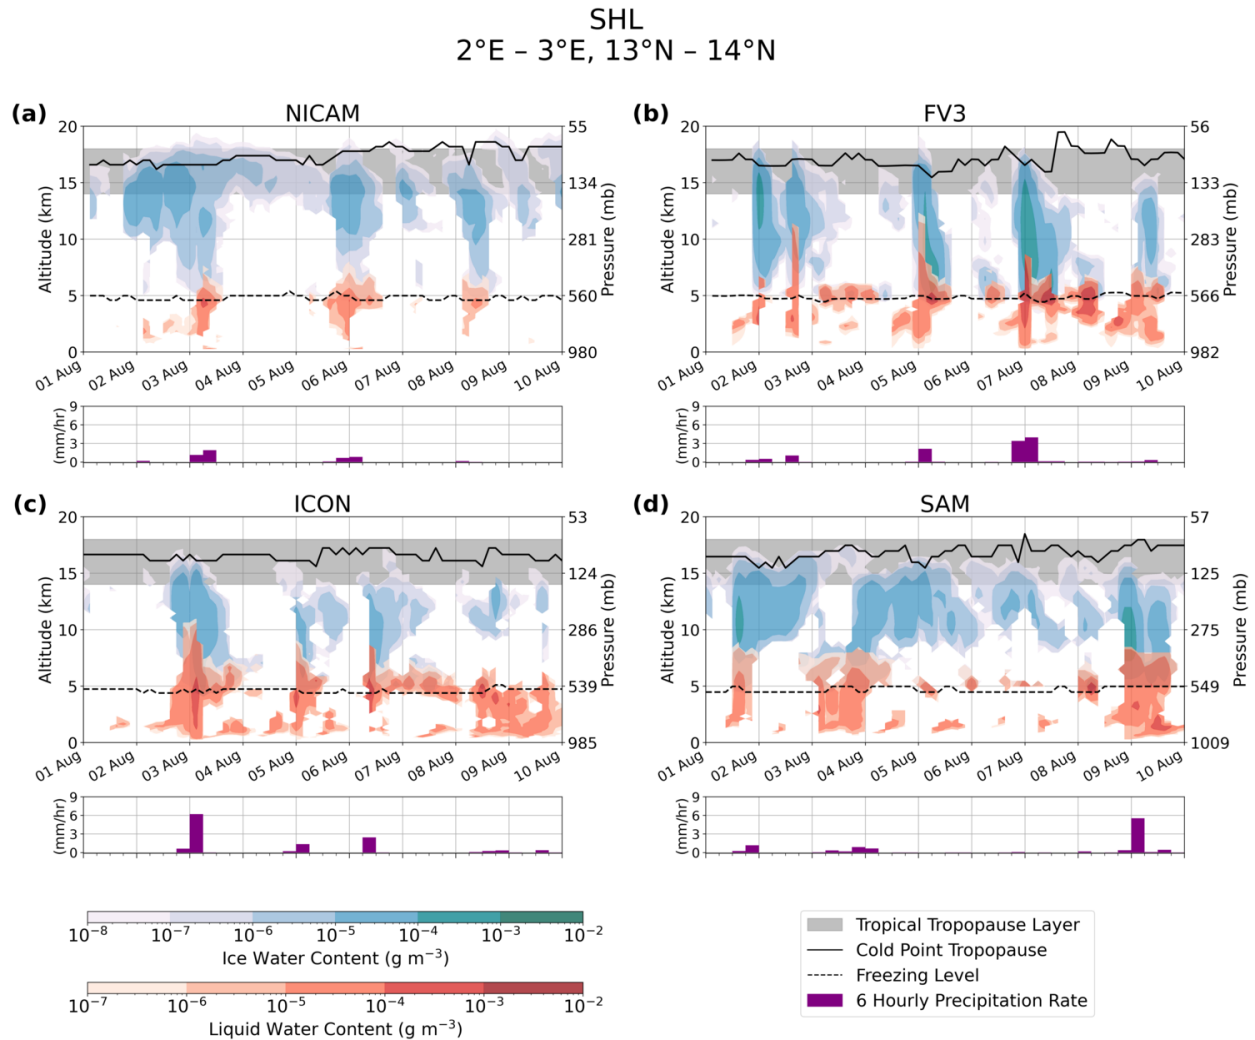 SHL
2°E – 3°E, 13°N – 14°N
(a)
NICAM
20
15
10
5
0
Altitude (km)
55
134
281
560
980
Pressure (mb)
01 Aug
02 Aug
03 Aug
04 Aug
05 Aug
06 Aug
07 Aug
08 Aug
09 Aug
10 Aug
9
6
3
0
(mm/hr)
(b)
FV3
20
15
10
5
0
Altitude (km)
56
133
283
566
982
Pressure (mb)
01 Aug
02 Aug
03 Aug
04 Aug
05 Aug
06 Aug
07 Aug
08 Aug
09 Aug
10 Aug
9
6
3
0
(mm/hr)
(c)
ICON
20
15
10
5
0
Altitude (km)
53
124
286
539
985
Pressure (mb)
01 Aug
02 Aug
03 Aug
04 Aug
05 Aug
06 Aug
07 Aug
08 Aug
09 Aug
10 Aug
9
6
3
0
(mm/hr)
(d)
SAM
20
15
10
5
0
Altitude (km)
57
125
275
549
1009
Pressure (mb)
01 Aug
02 Aug
03 Aug
04 Aug
05 Aug
06 Aug
07 Aug
08 Aug
09 Aug
10 Aug
9
6
3
0
(mm/hr)
10⁻⁸ 10⁻⁷ 10⁻⁶ 10⁻⁵ 10⁻⁴ 10⁻³ 10⁻²
Ice Water Content (g m⁻³)
10⁻⁷ 10⁻⁶ 10⁻⁵ 10⁻⁴ 10⁻³ 10⁻²
Liquid Water Content (g m⁻³)
Tropical Tropopause Layer
Cold Point Tropopause
Freezing Level
6 Hourly Precipitation Rate